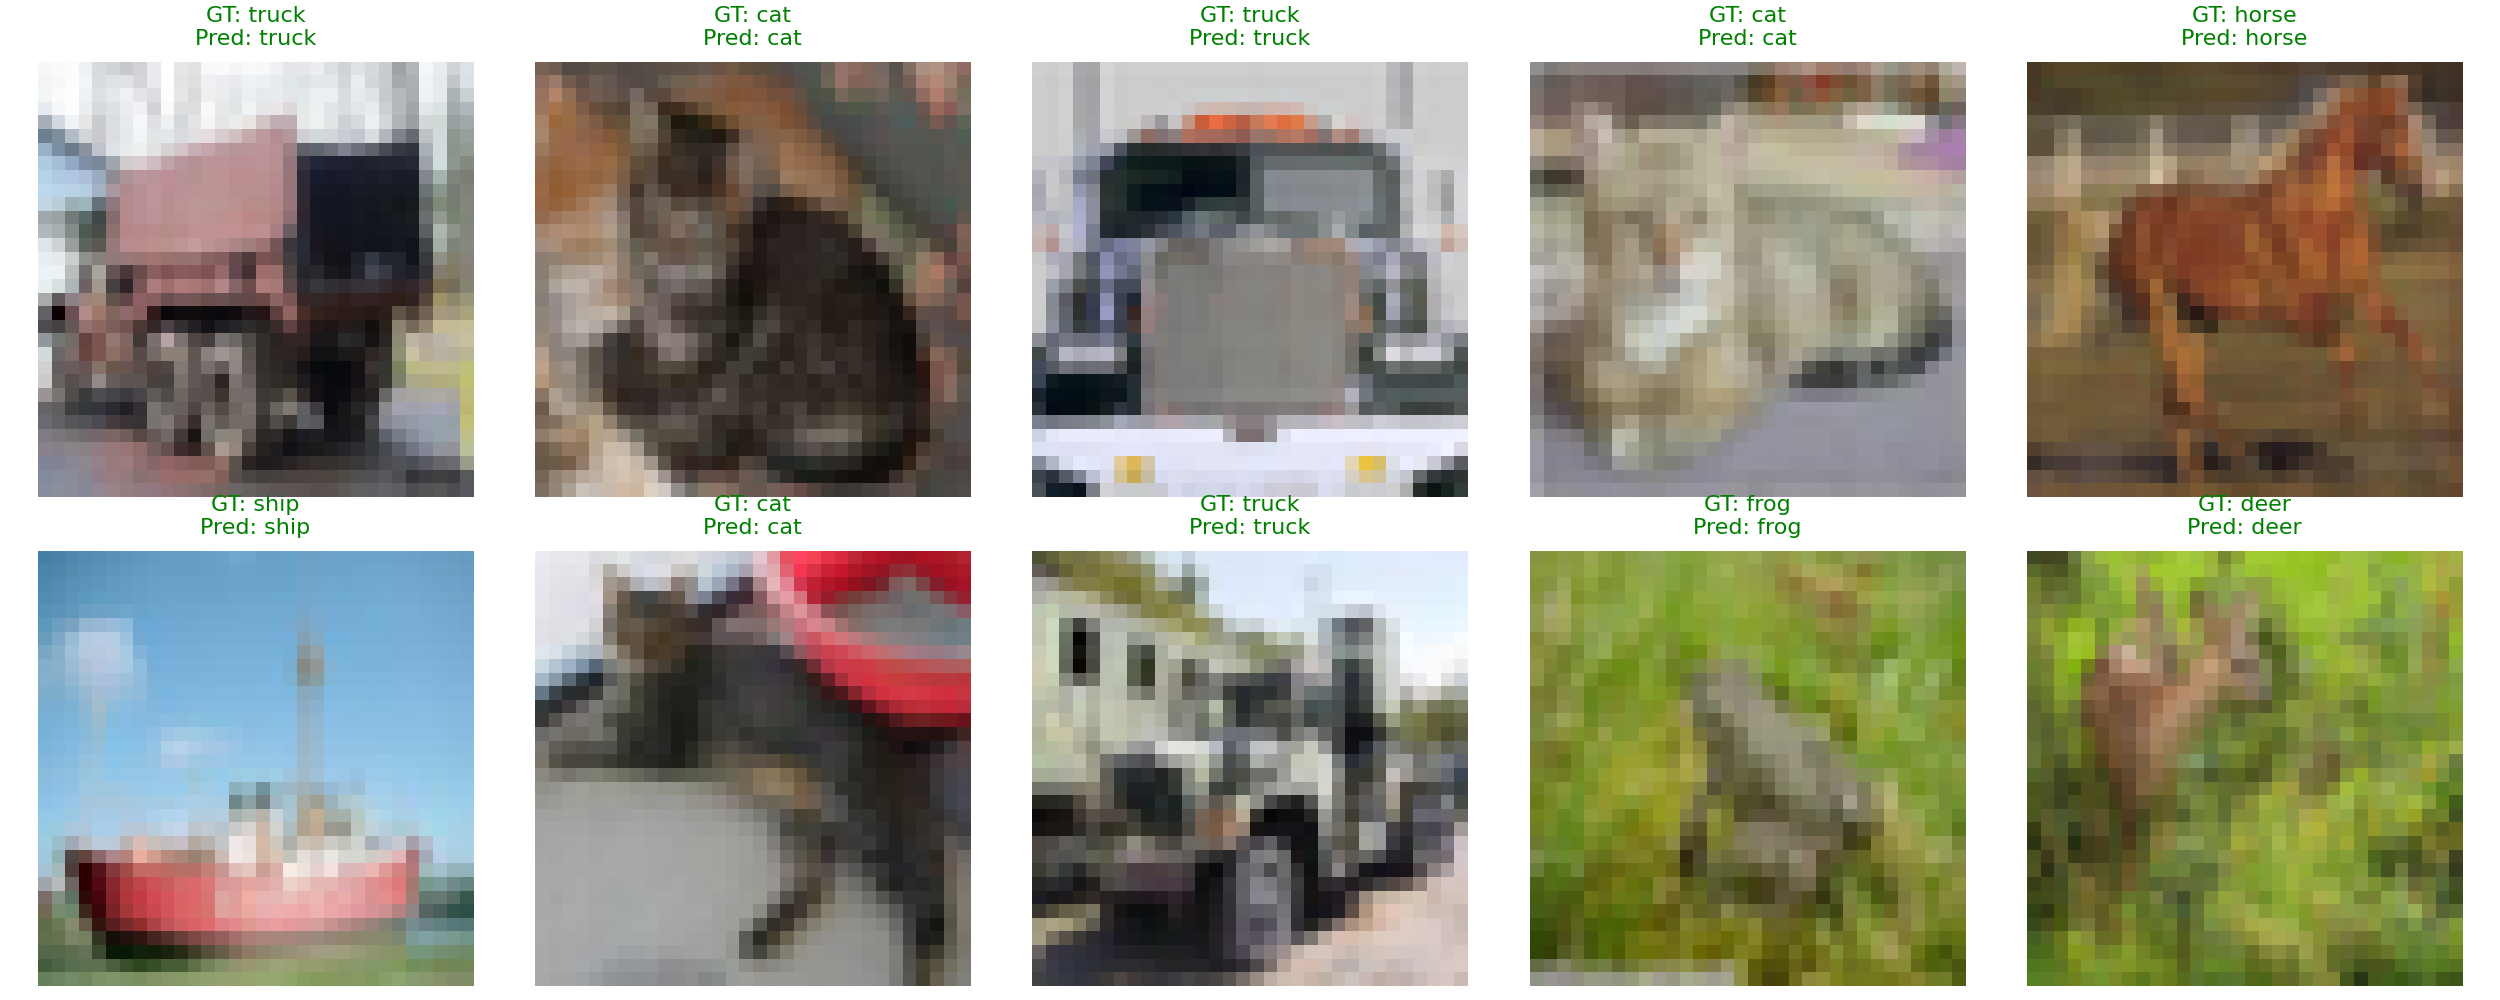 GT: truck
Pred: truck
GT: cat
Pred: cat
GT: truck
Pred: truck
GT: cat
Pred: cat
GT: horse
Pred: horse
GT: ship
Pred: ship
GT: cat
Pred: cat
GT: truck
Pred: truck
GT: frog
Pred: frog
GT: deer
Pred: deer